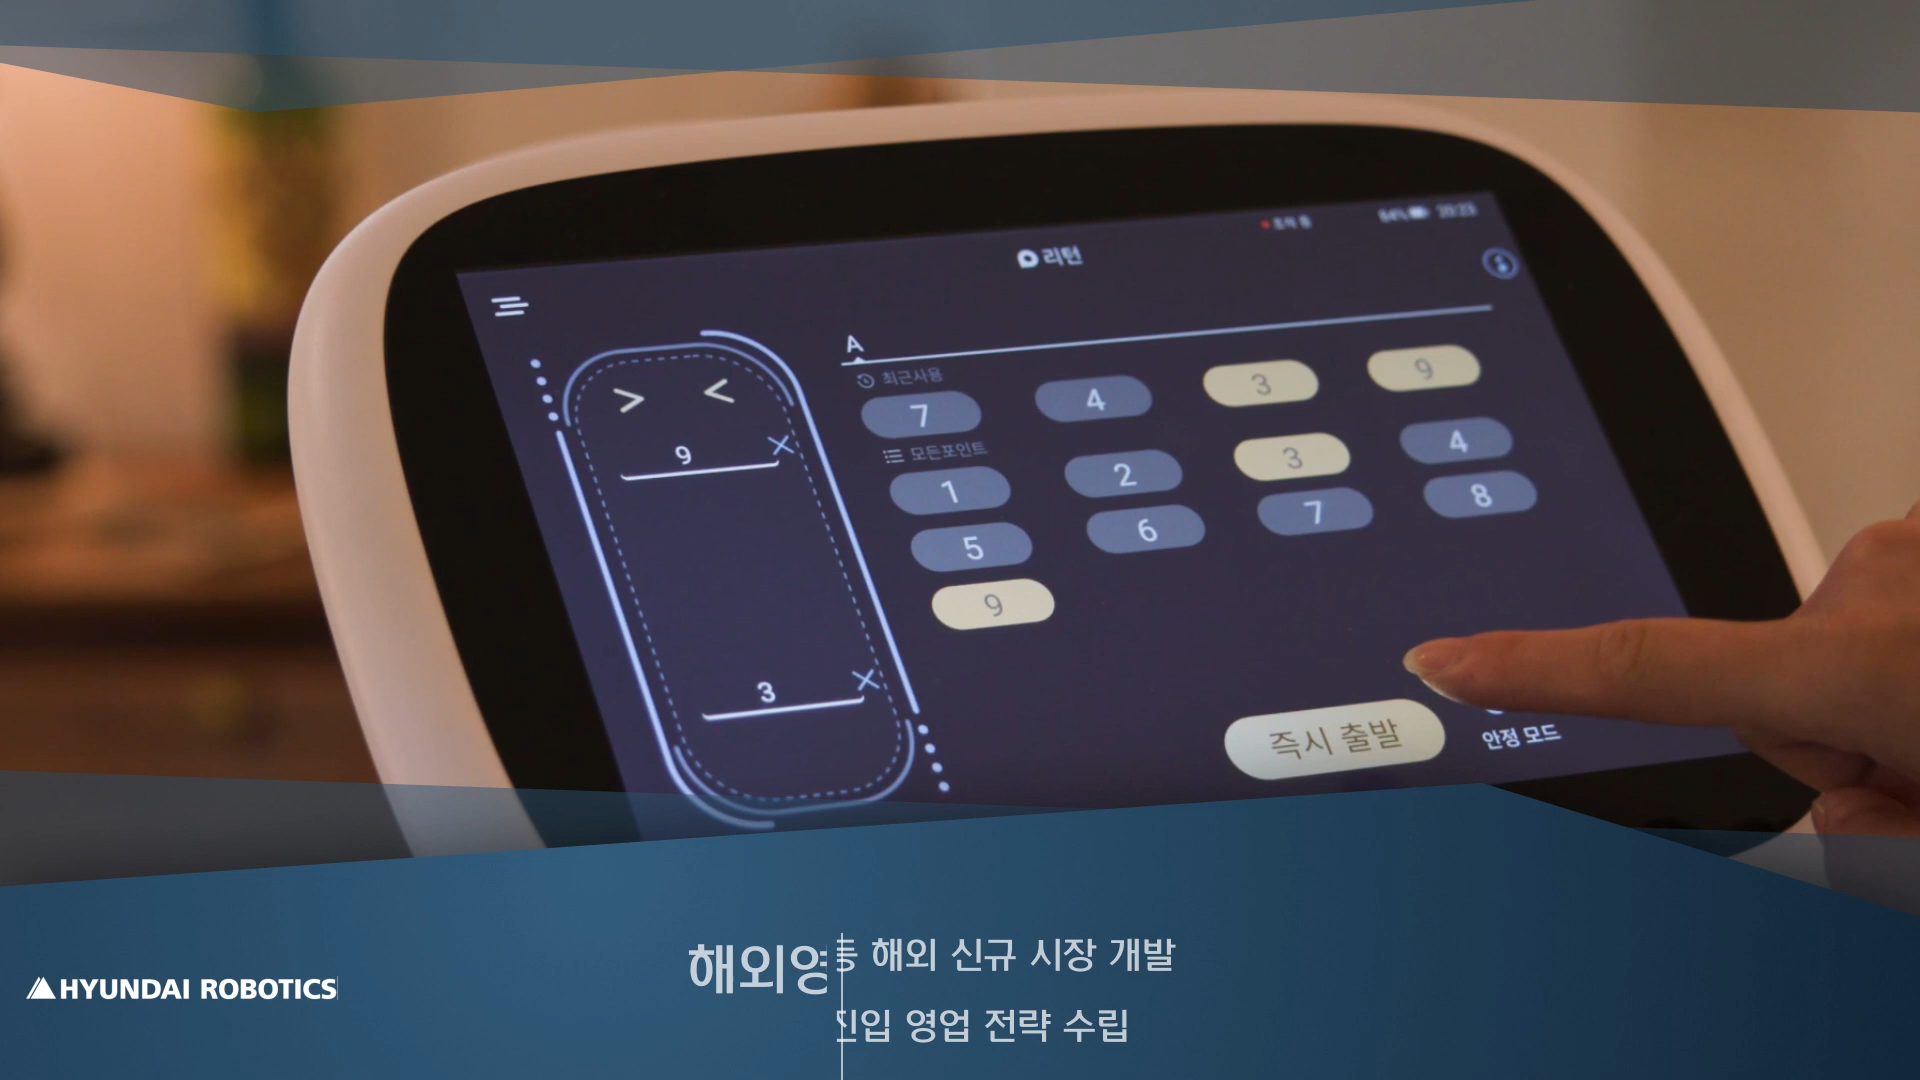 리턴
A
최근사용
7 4 3 9
모든포인트
1 2 3 4
5 6 7 8
9
> <
9 ×
3 ×
즉시 출발
안정 모드
HYUNDAI ROBOTICS
해외
해외 신규 시장 개발
영업 전략 수립